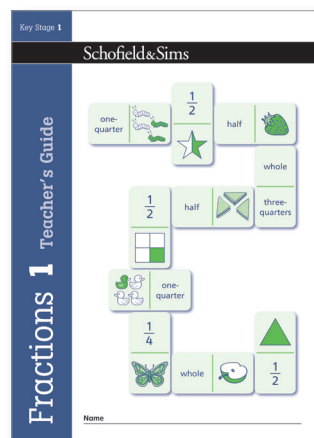 Key Stage 1
Schofield&Sims
Fractions 1 Teacher's Guide
one-
quarter
1
2
half
whole
three-
quarters
half
1
2
one-
quarter
1
4
whole
1
2
Name